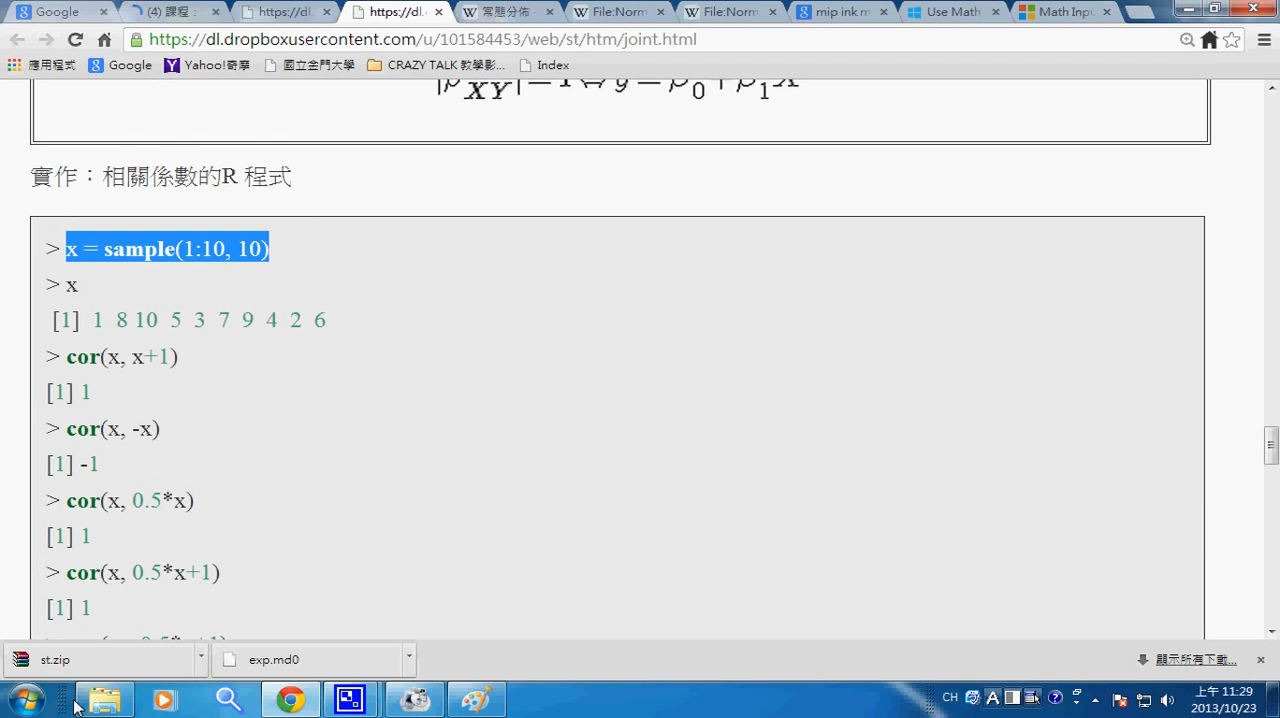 Google
(4) 課程 :
https://dl.
https://dl.
常態分佈 -
File:Norm
File:Norm
mip ink m
Use Math
Math Inpu
https://dl.dropboxusercontent.com/u/101584453/web/st/htm/joint.html
應用程式 Google Yahoo!奇摩 國立金門大學 CRAZY TALK 教學影... Index
實作：相關係數的R 程式
> x = sample(1:10, 10)
> x
[1] 1 8 10 5 3 7 9 4 2 6
> cor(x, x+1)
[1] 1
> cor(x, -x)
[1] -1
> cor(x, 0.5*x)
[1] 1
> cor(x, 0.5*x+1)
[1] 1
st.zip
exp.md0
顯示所有下載...
CH
上午 11:29
2013/10/23